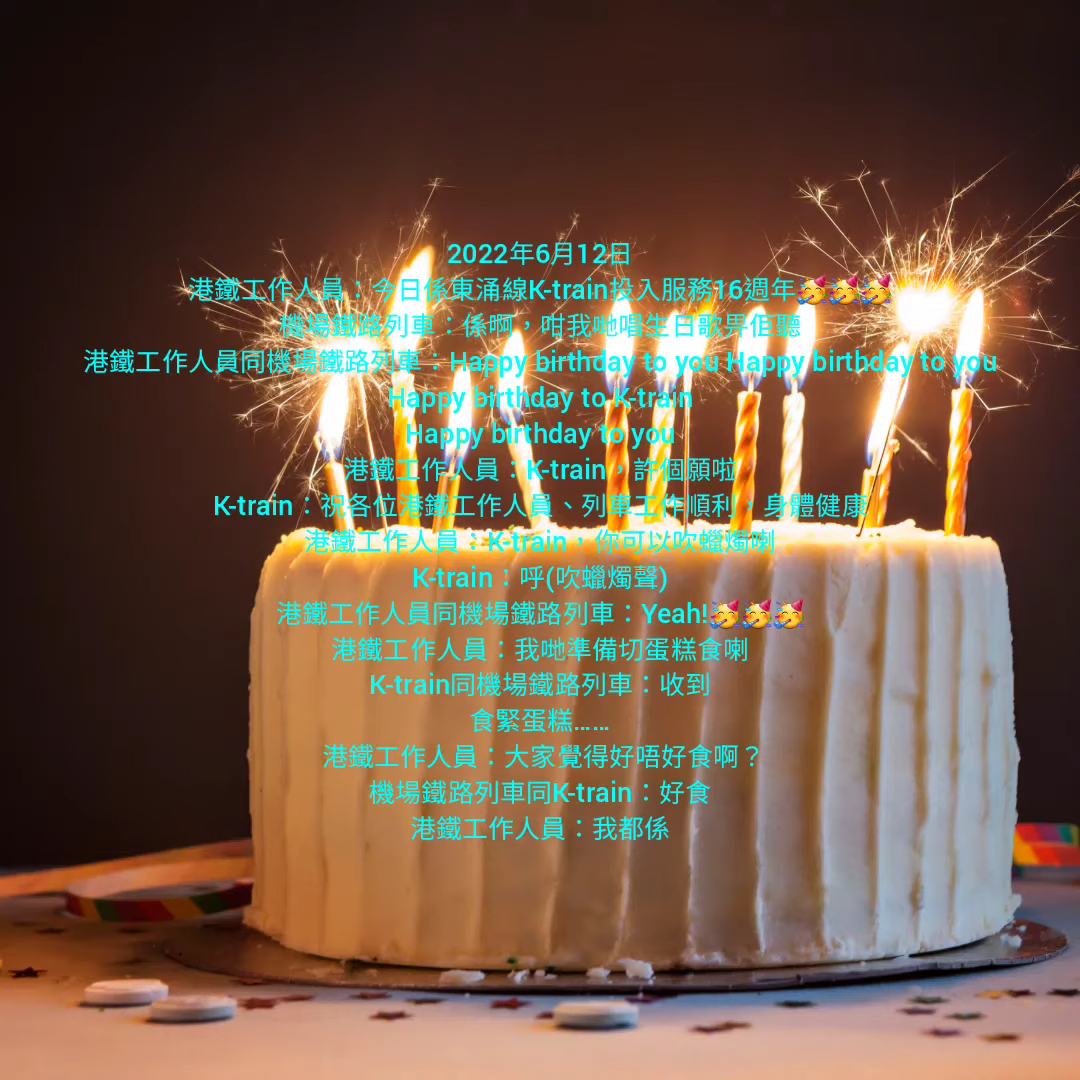 2022年6月12日
港鐵工作人員：今日係東涌線K-train投入服務16週年🥳🥳🥳
機場鐵路列車：係啊，咁我哋唱生日歌畀佢聽
港鐵工作人員同機場鐵路列車：Happy birthday to you Happy birthday to you
Happy birthday to K-train
Happy birthday to you
港鐵工作人員：K-train，許個願啦
K-train：祝各位港鐵工作人員、列車工作順利，身體健康
港鐵工作人員：K-train，你可以吹蠟燭喇
K-train：呼(吹蠟燭聲)
港鐵工作人員同機場鐵路列車：Yeah!🥳🥳🥳
港鐵工作人員：我哋準備切蛋糕食喇
K-train同機場鐵路列車：收到
食緊蛋糕……
港鐵工作人員：大家覺得好唔好食啊？
機場鐵路列車同K-train：好食
港鐵工作人員：我都係